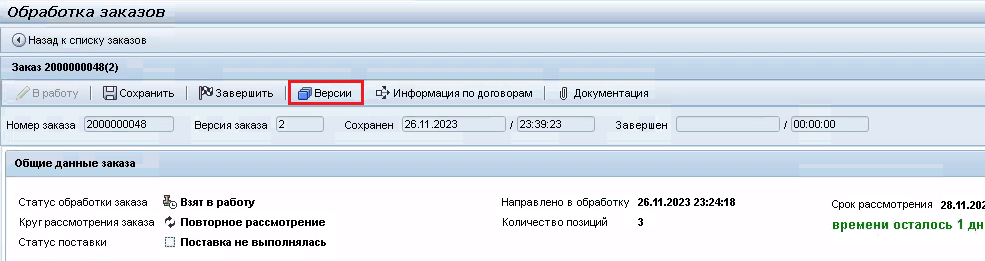 Обработка заказов
Назад к списку заказов
Заказ 2000000048(2)
В работу Сохранить Завершить Версии Информация по договорам Документация
Номер заказа 2000000048 Версия заказа 2 Сохранен 26.11.2023 / 23:39:23 Завершен / 00:00:00
Общие данные заказа
Статус обработки заказа Взят в работу Направлено в обработку 26.11.2023 23:24:18 Срок рассмотрения 28.11.202
Круг рассмотрения заказа Повторное рассмотрение Количество позиций 3 времени осталось 1 дн
Статус поставки Поставка не выполнялась